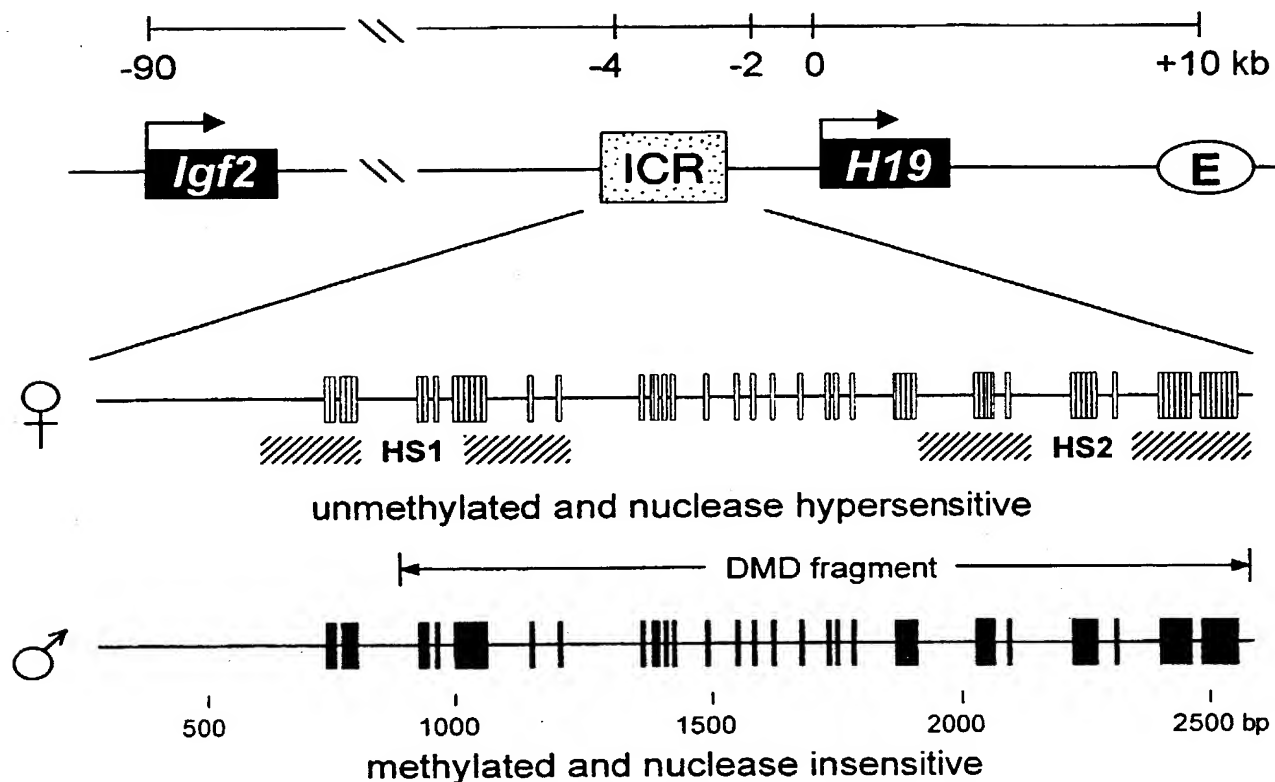 -90 -4 -2 0 +10 kb
Igf2 ICR H19 E
♀
HS1 HS2
unmethylated and nuclease hypersensitive
DMD fragment
♂
500 1000 1500 2000 2500 bp
methylated and nuclease insensitive